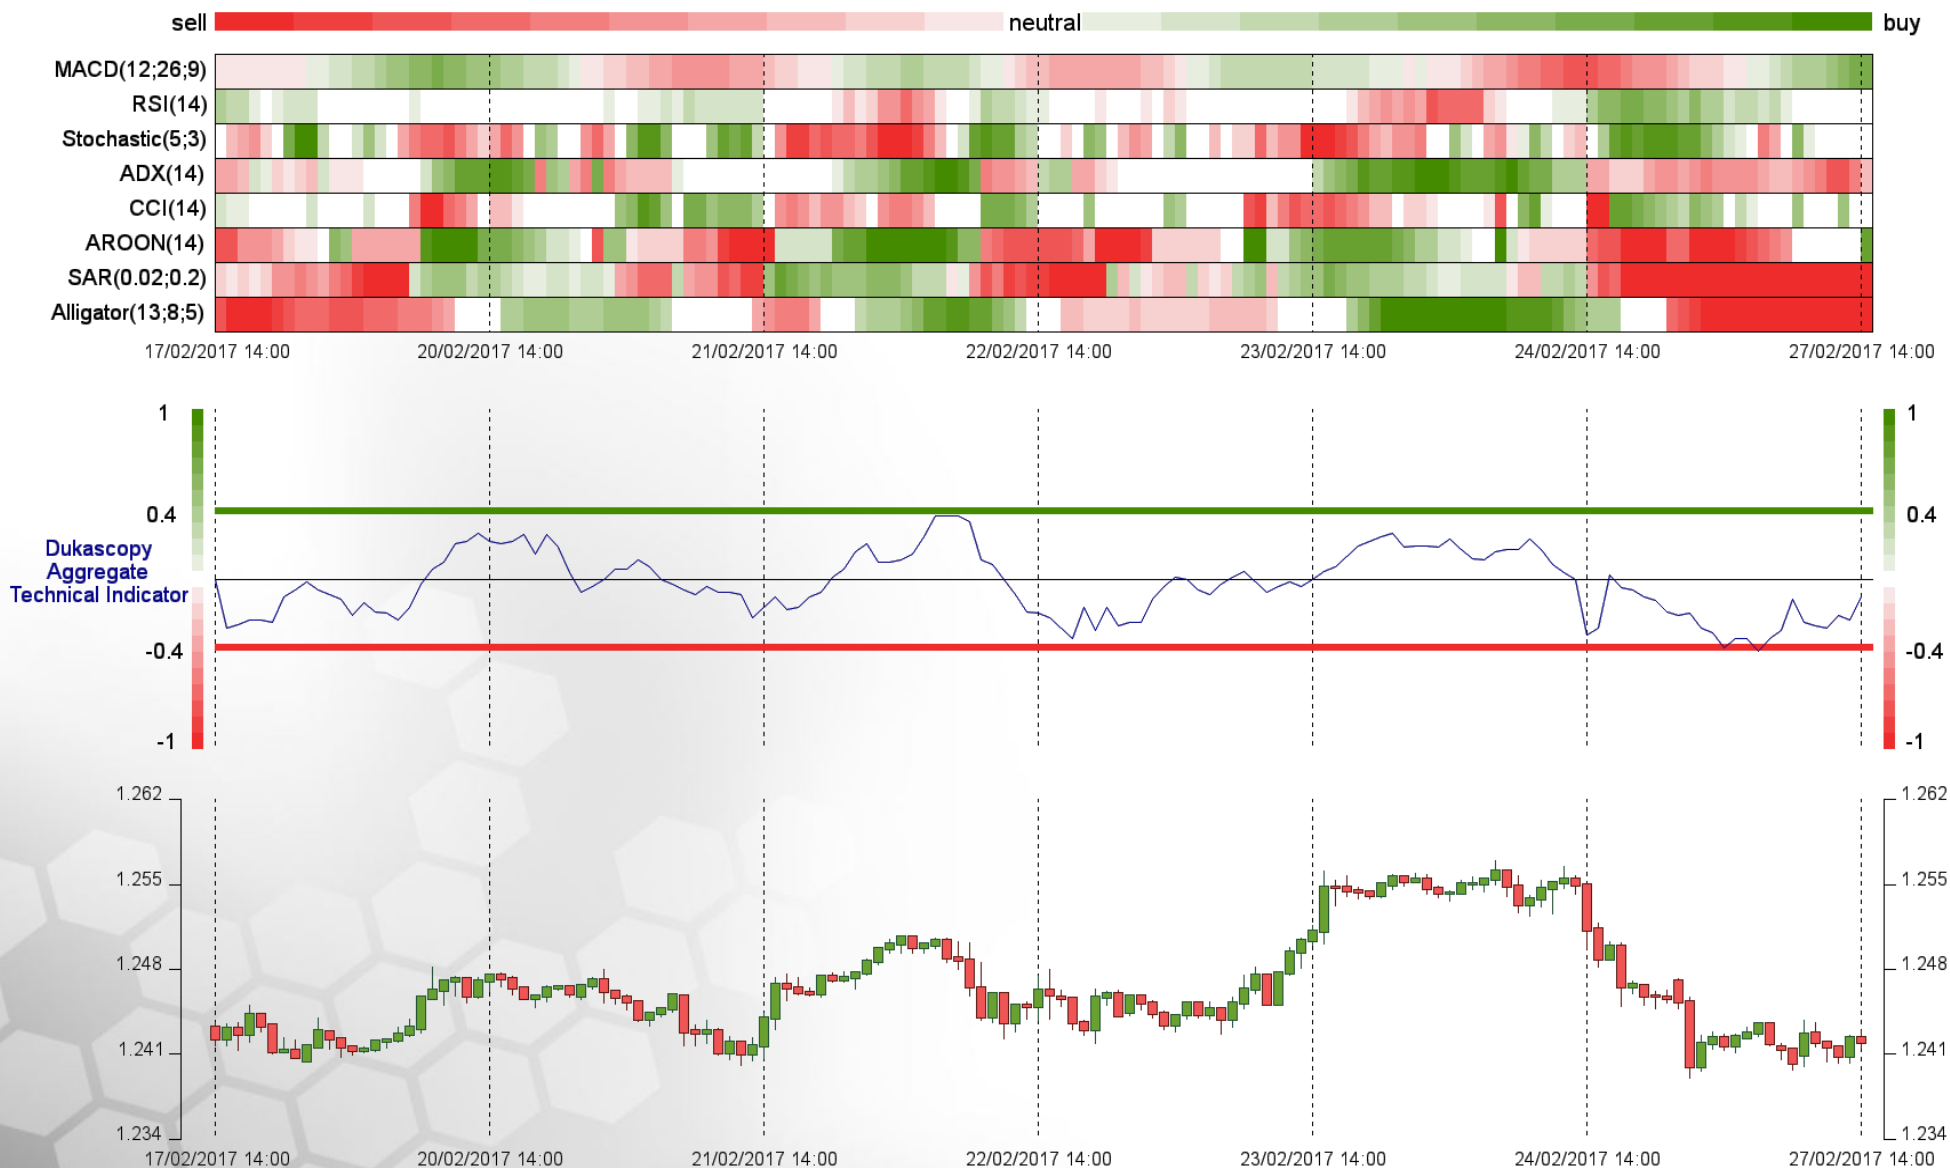 sell neutral buy
MACD(12;26;9)
RSI(14)
Stochastic(5;3)
ADX(14)
CCI(14)
AROON(14)
SAR(0.02;0.2)
Alligator(13;8;5)
17/02/2017 14:00 20/02/2017 14:00 21/02/2017 14:00 22/02/2017 14:00 23/02/2017 14:00 24/02/2017 14:00 27/02/2017 14:00
1 1
0.4 0.4
Dukascopy
Aggregate
Technical Indicator
-0.4 -0.4
-1 -1
1.262 1.262
1.255 1.255
1.248 1.248
1.241 1.241
1.234 1.234
17/02/2017 14:00 20/02/2017 14:00 21/02/2017 14:00 22/02/2017 14:00 23/02/2017 14:00 24/02/2017 14:00 27/02/2017 14:00